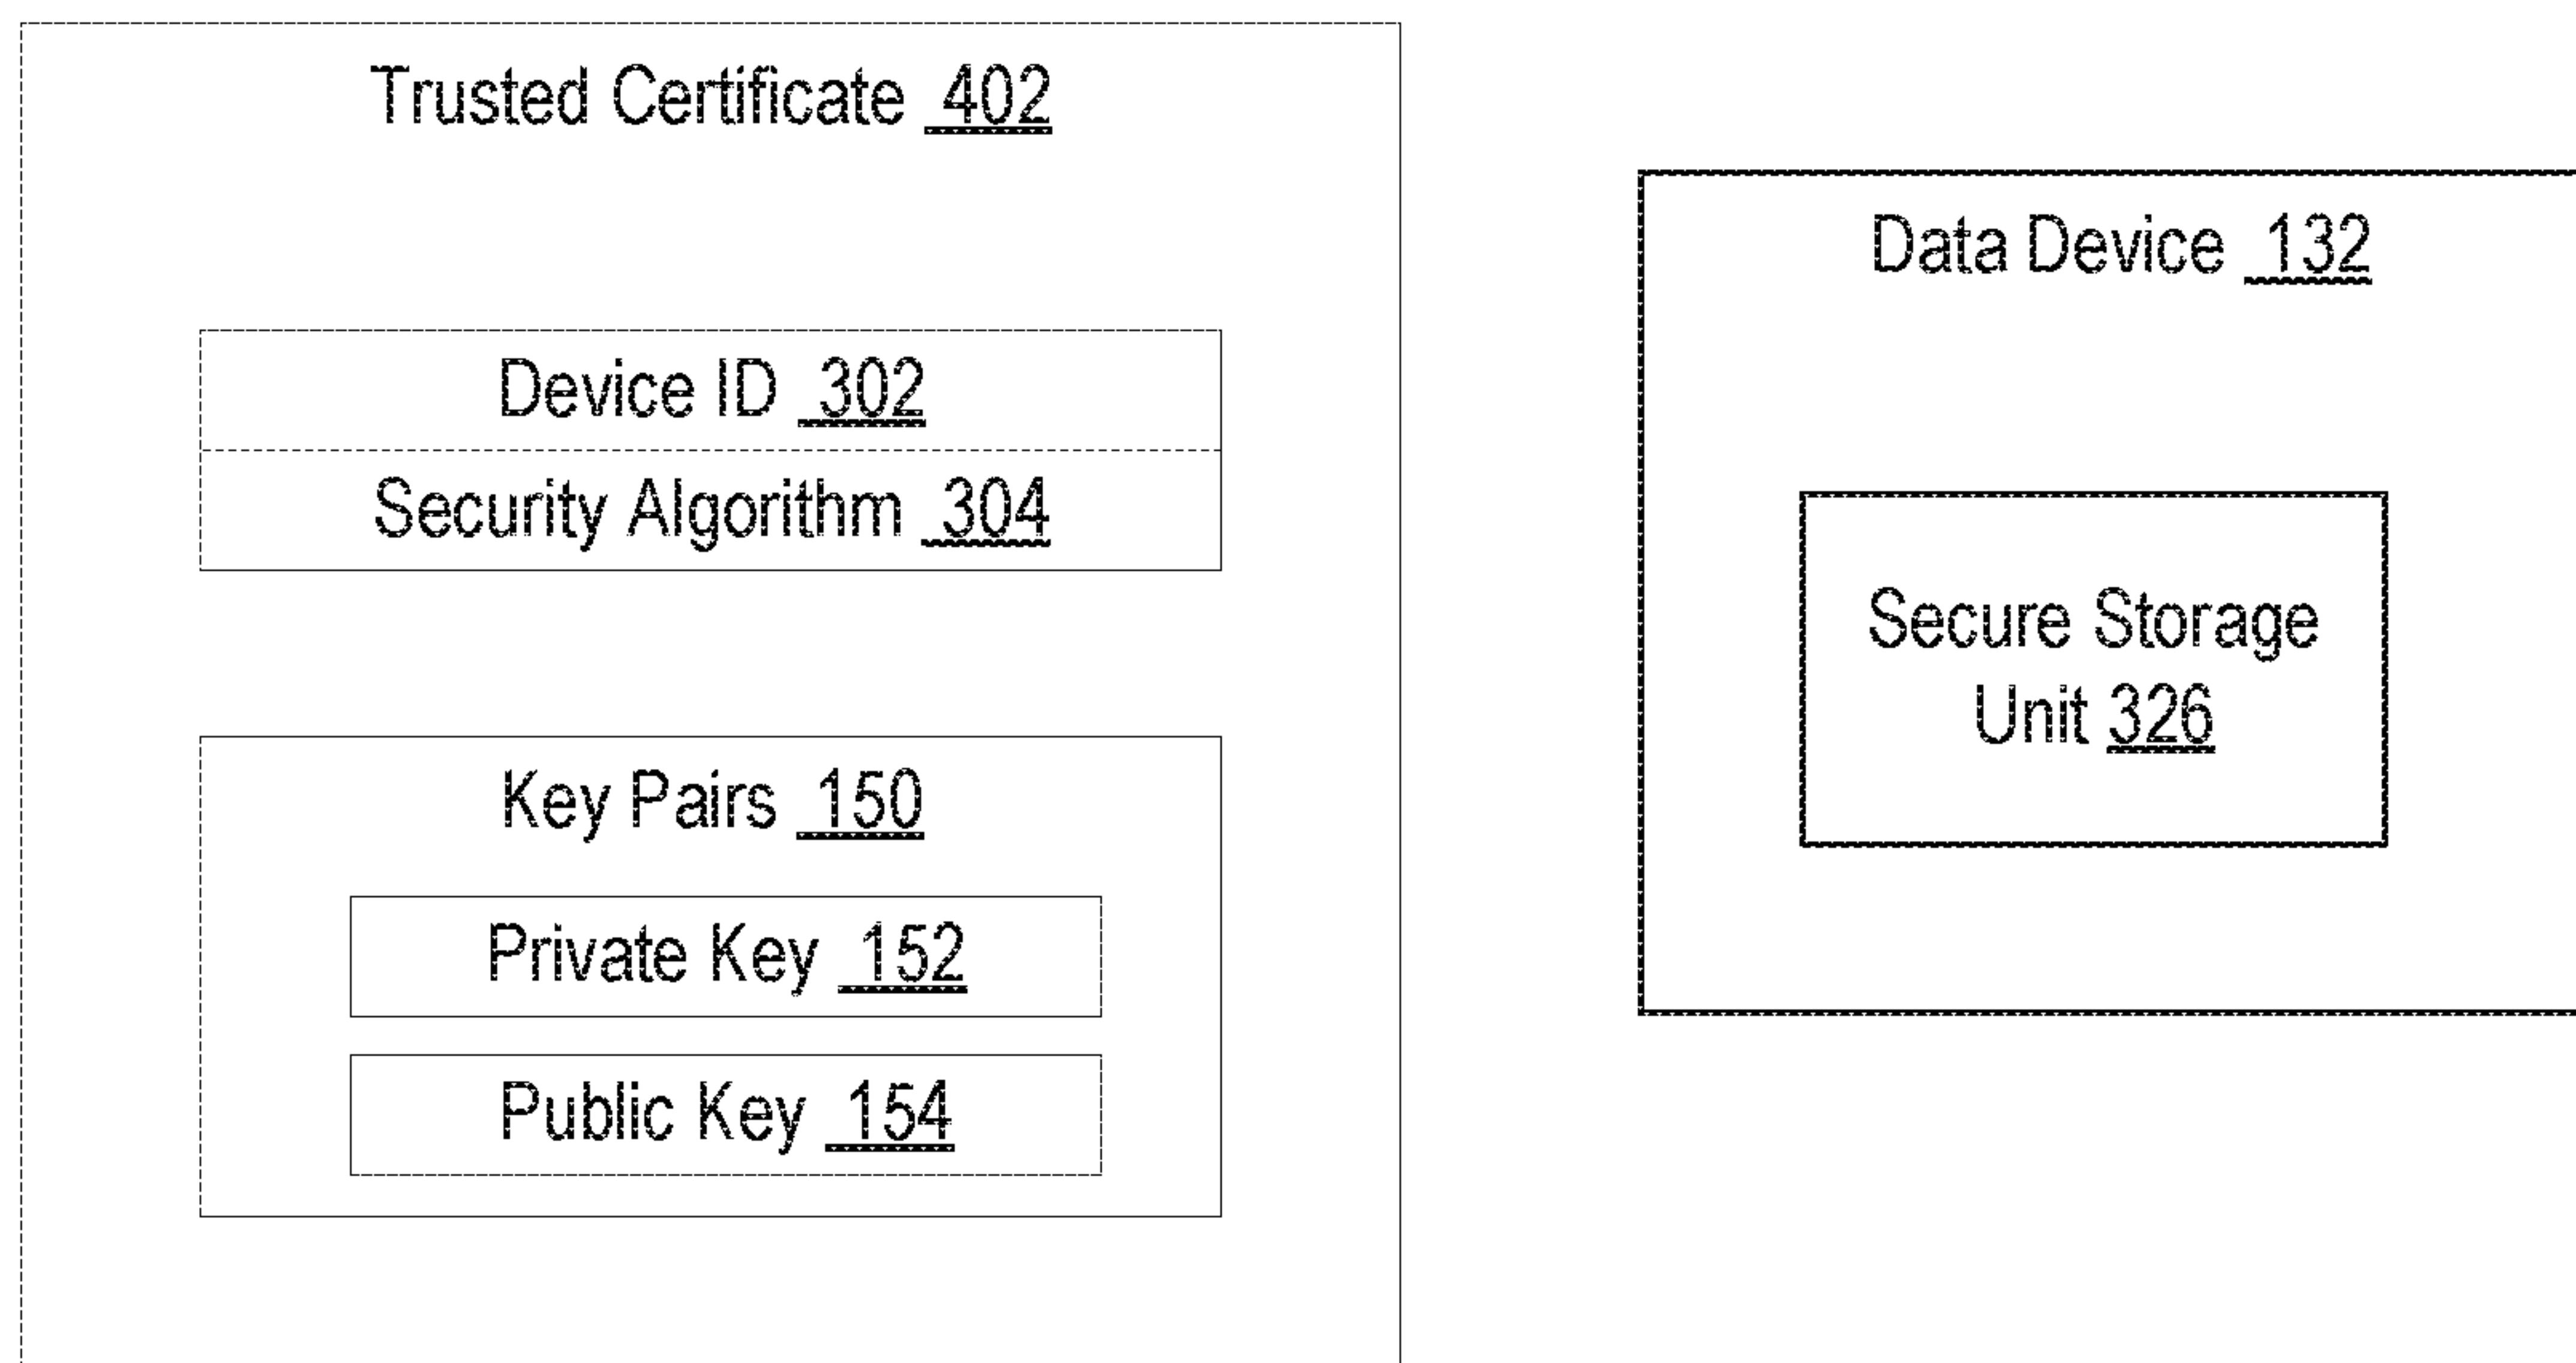 Trusted Certificate 402
Device ID 302
Security Algorithm 304
Key Pairs 150
Private Key 152
Public Key 154
Data Device 132
Secure Storage
Unit 326